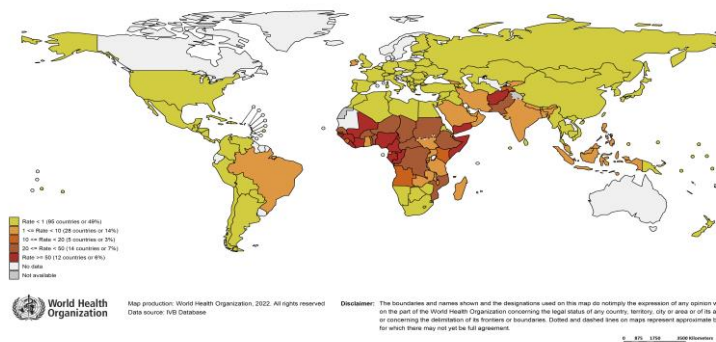 Rate < 1 (95 countries or 49%)
1 <= Rate < 10 (28 countries or 14%)
10 <= Rate < 20 (5 countries or 3%)
20 <= Rate < 50 (14 countries or 7%)
Rate >= 50 (12 countries or 6%)
No data
Not available
World Health
Organization
Map production: World Health Organization, 2022. All rights reserved
Data source: IVB Database
Disclaimer: The boundaries and names shown and the designations used on this map do notimply the expression of any opinion w
on the part of the World Health Organization concerning the legal status of any country, territory, city or area or of its a
or concerning the delimitation of its frontiers or boundaries. Dotted and dashed lines on maps represent approximate b
for which there may not yet be full agreement.
0 875 1750 3500 Kilometers